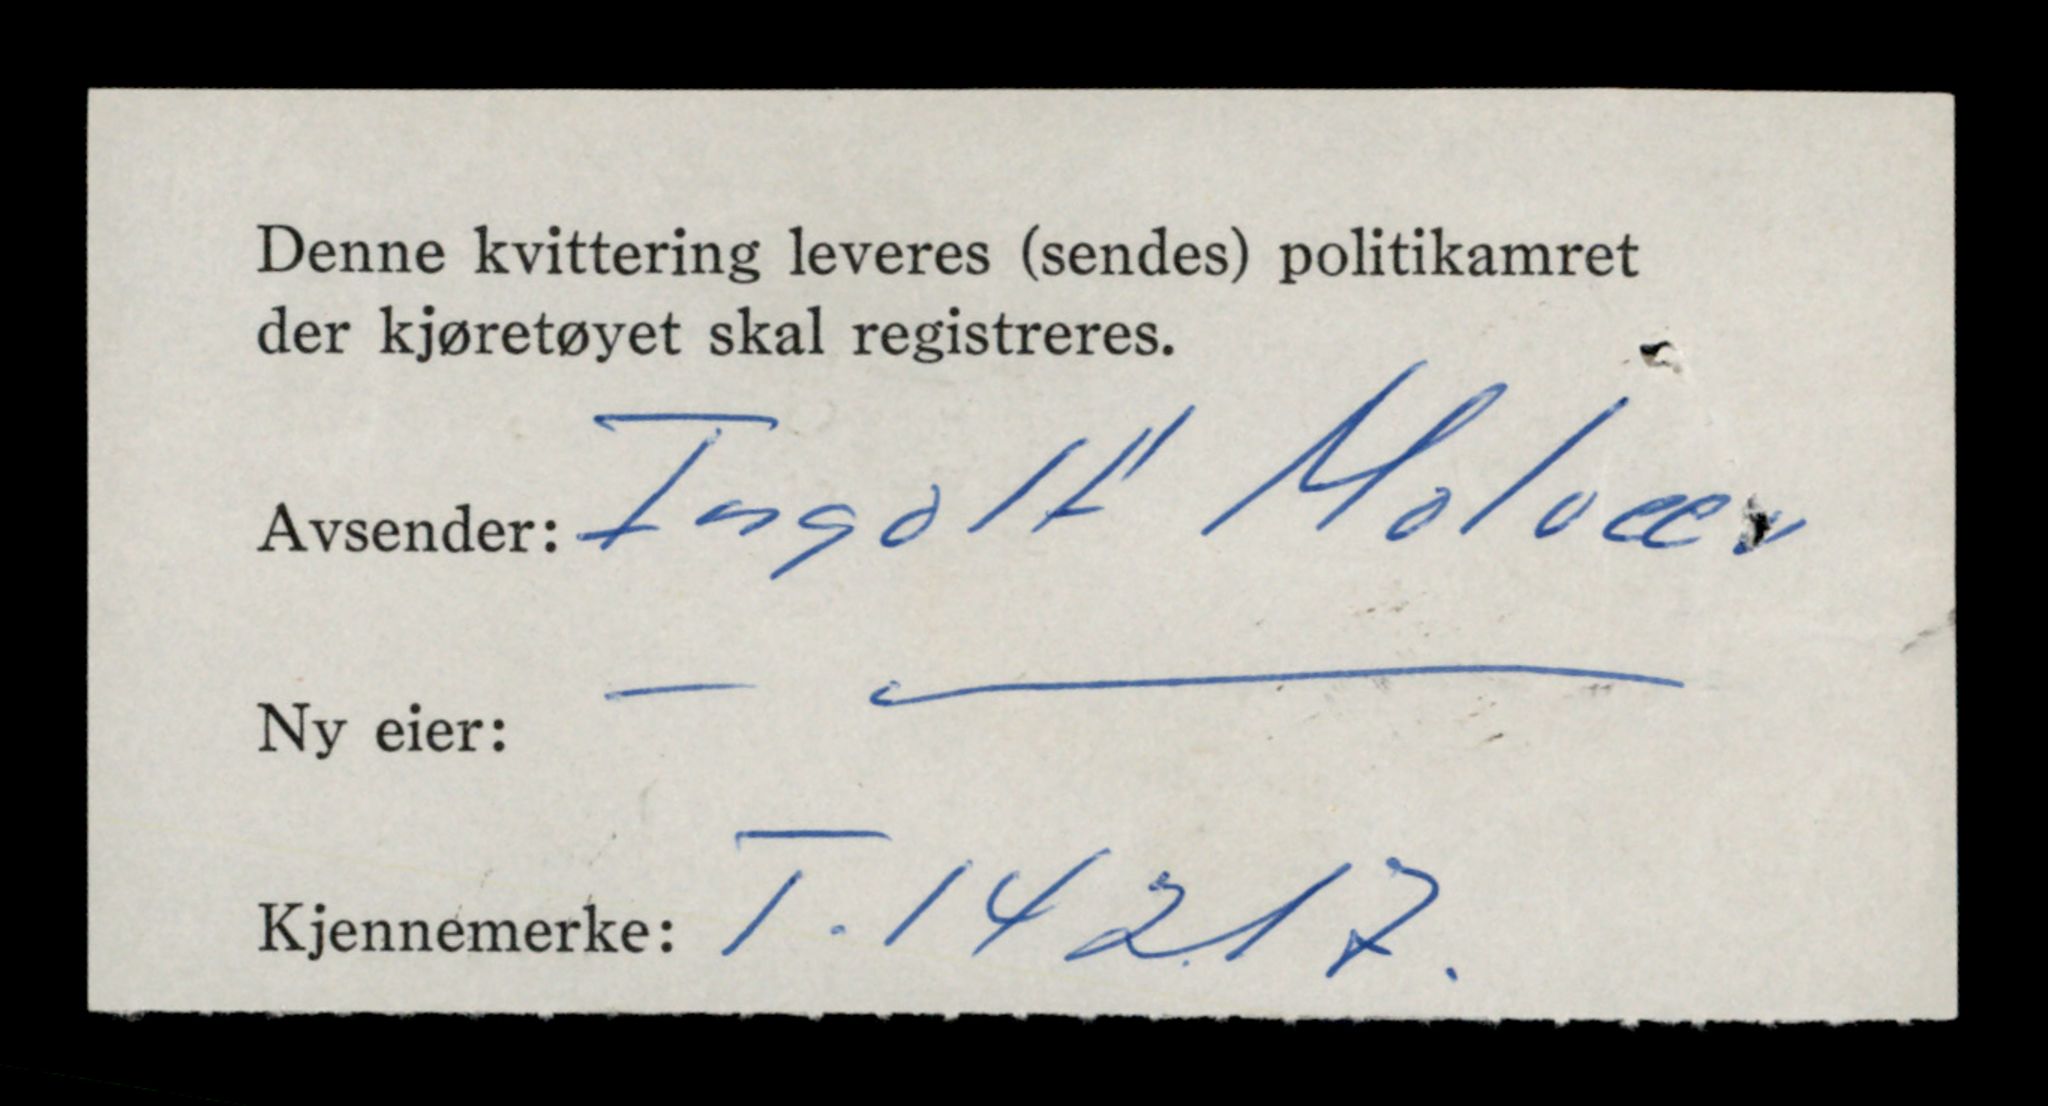 Denne kvittering leveres (sendes) politikamret
der kjøretøyet skal registreres.
Avsender: Ingolf Molvær
Ny eier: — —
Kjennemerke: T. 14217.